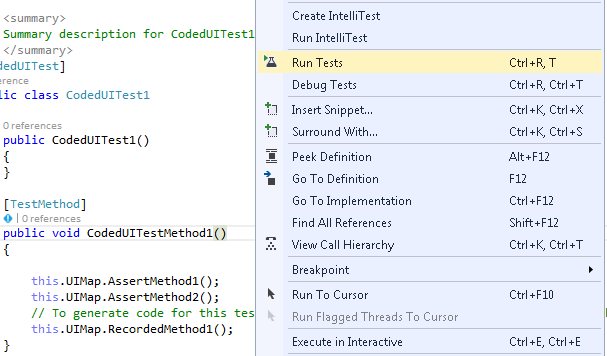 <summary>
Summary description for CodedUITest1
</summary>
dedUITest]
erence
lic class CodedUITest1
0 references
public CodedUITest1()
{
}
[TestMethod]
| 0 references
public void CodedUITestMethod1()
{
this.UIMap.AssertMethod1();
this.UIMap.AssertMethod2();
// To generate code for this tes
this.UIMap.RecordedMethod1();
}
Create IntelliTest
Run IntelliTest
Run Tests Ctrl+R, T
Debug Tests Ctrl+R, Ctrl+T
Insert Snippet... Ctrl+K, Ctrl+X
Surround With... Ctrl+K, Ctrl+S
Peek Definition Alt+F12
Go To Definition F12
Go To Implementation Ctrl+F12
Find All References Shift+F12
View Call Hierarchy Ctrl+K, Ctrl+T
Breakpoint
Run To Cursor Ctrl+F10
Run Flagged Threads To Cursor
Execute in Interactive Ctrl+E, Ctrl+E